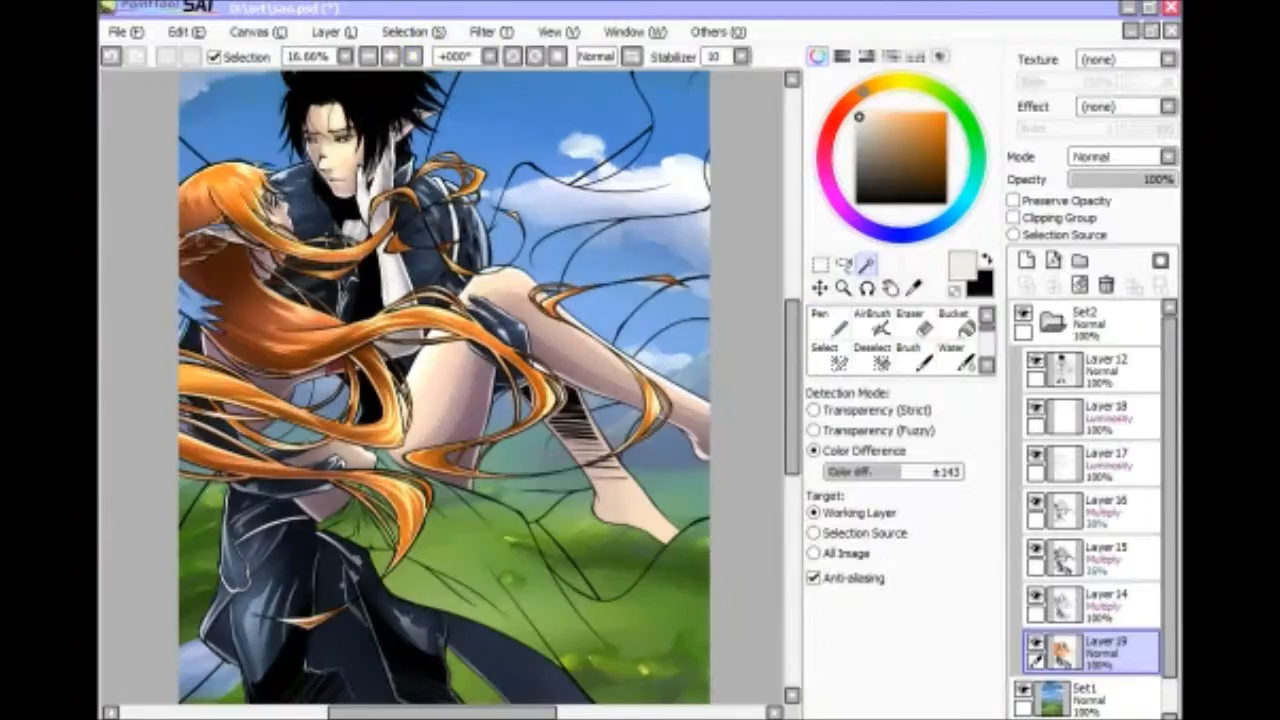 PaintTool SAI D:\art\sao.psd (*)
File (F) Edit (E) Canvas (C) Layer (L) Selection (S) Filter (T) View (V) Window (W) Others (O)
Selection 16.66% +000° Normal Stabilizer 10
Texture (none)
Effect (none)
Mode Normal
Opacity 100%
Preserve Opacity
Clipping Group
Selection Source
Pen AirBrush Eraser Bucket
Select Deselect Brush Water
Detection Mode:
Transparency (Strict)
Transparency (Fuzzy)
Color Difference
Color diff. ±143
Target:
Working Layer
Selection Source
All Image
Anti-aliasing
Set2
Normal
100%
Layer 12
Normal
100%
Layer 18
Luminosity
100%
Layer 17
Luminosity
100%
Layer 16
Multiply
Layer 15
Multiply
Layer 14
Multiply
100%
Layer 19
Normal
100%
Set1
Normal
100%